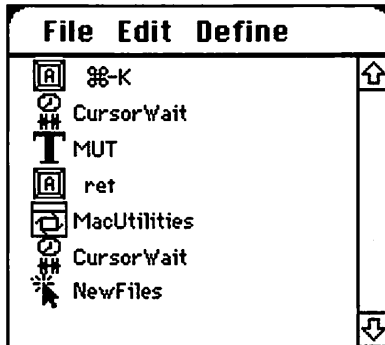 File Edit Define
A ⌘-K
CursorWait
T MUT
A ret
MacUtilities
CursorWait
NewFiles